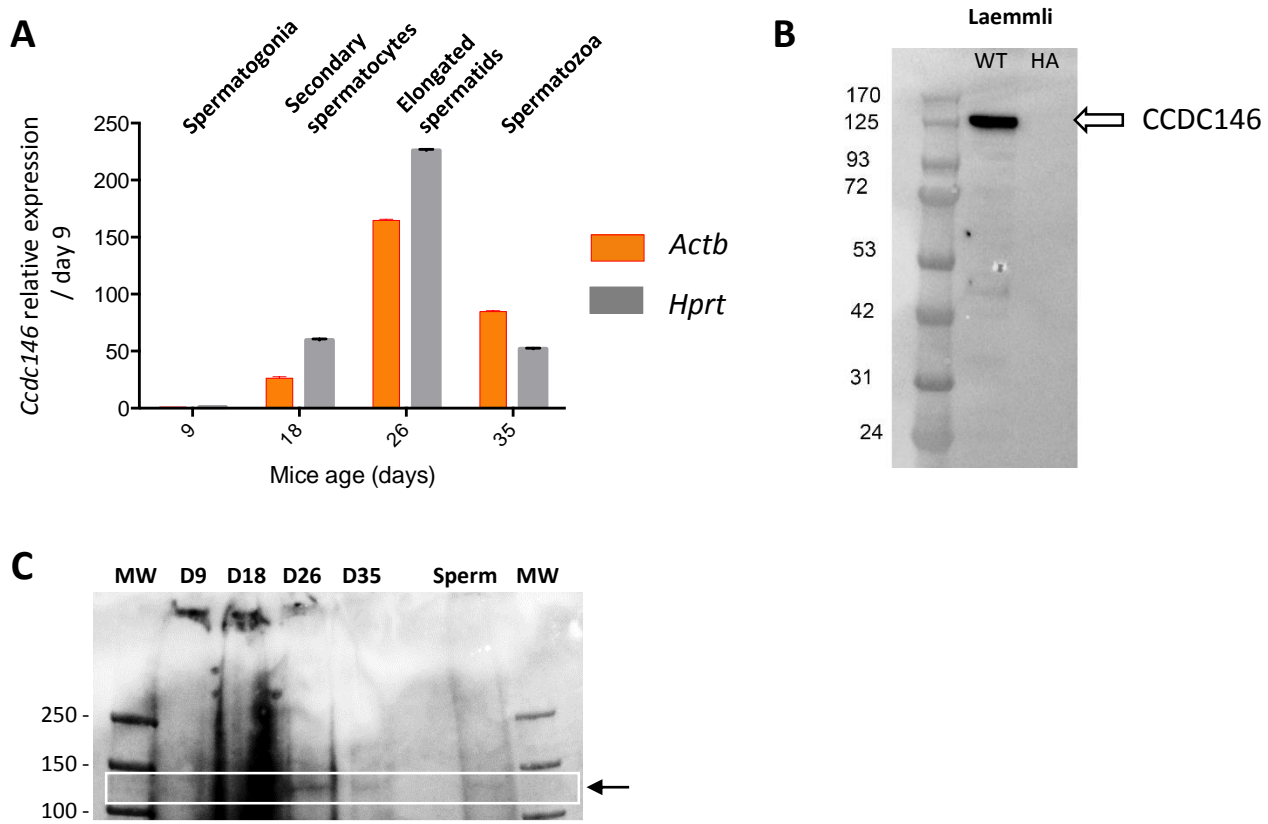 A
Spermatogonia
Secondary
spermatocytes
Elongated
spermatids
Spermatozoa
Ccdc146 relative expression
/ day 9
250
200
150
100
50
0
9
18
26
35
Mice age (days)
Actb
Hprt
B
Laemmli
WT HA
170
125
93
72
53
42
31
24
CCDC146
C
MW D9 D18 D26 D35 Sperm MW
250 -
150 -
100 -